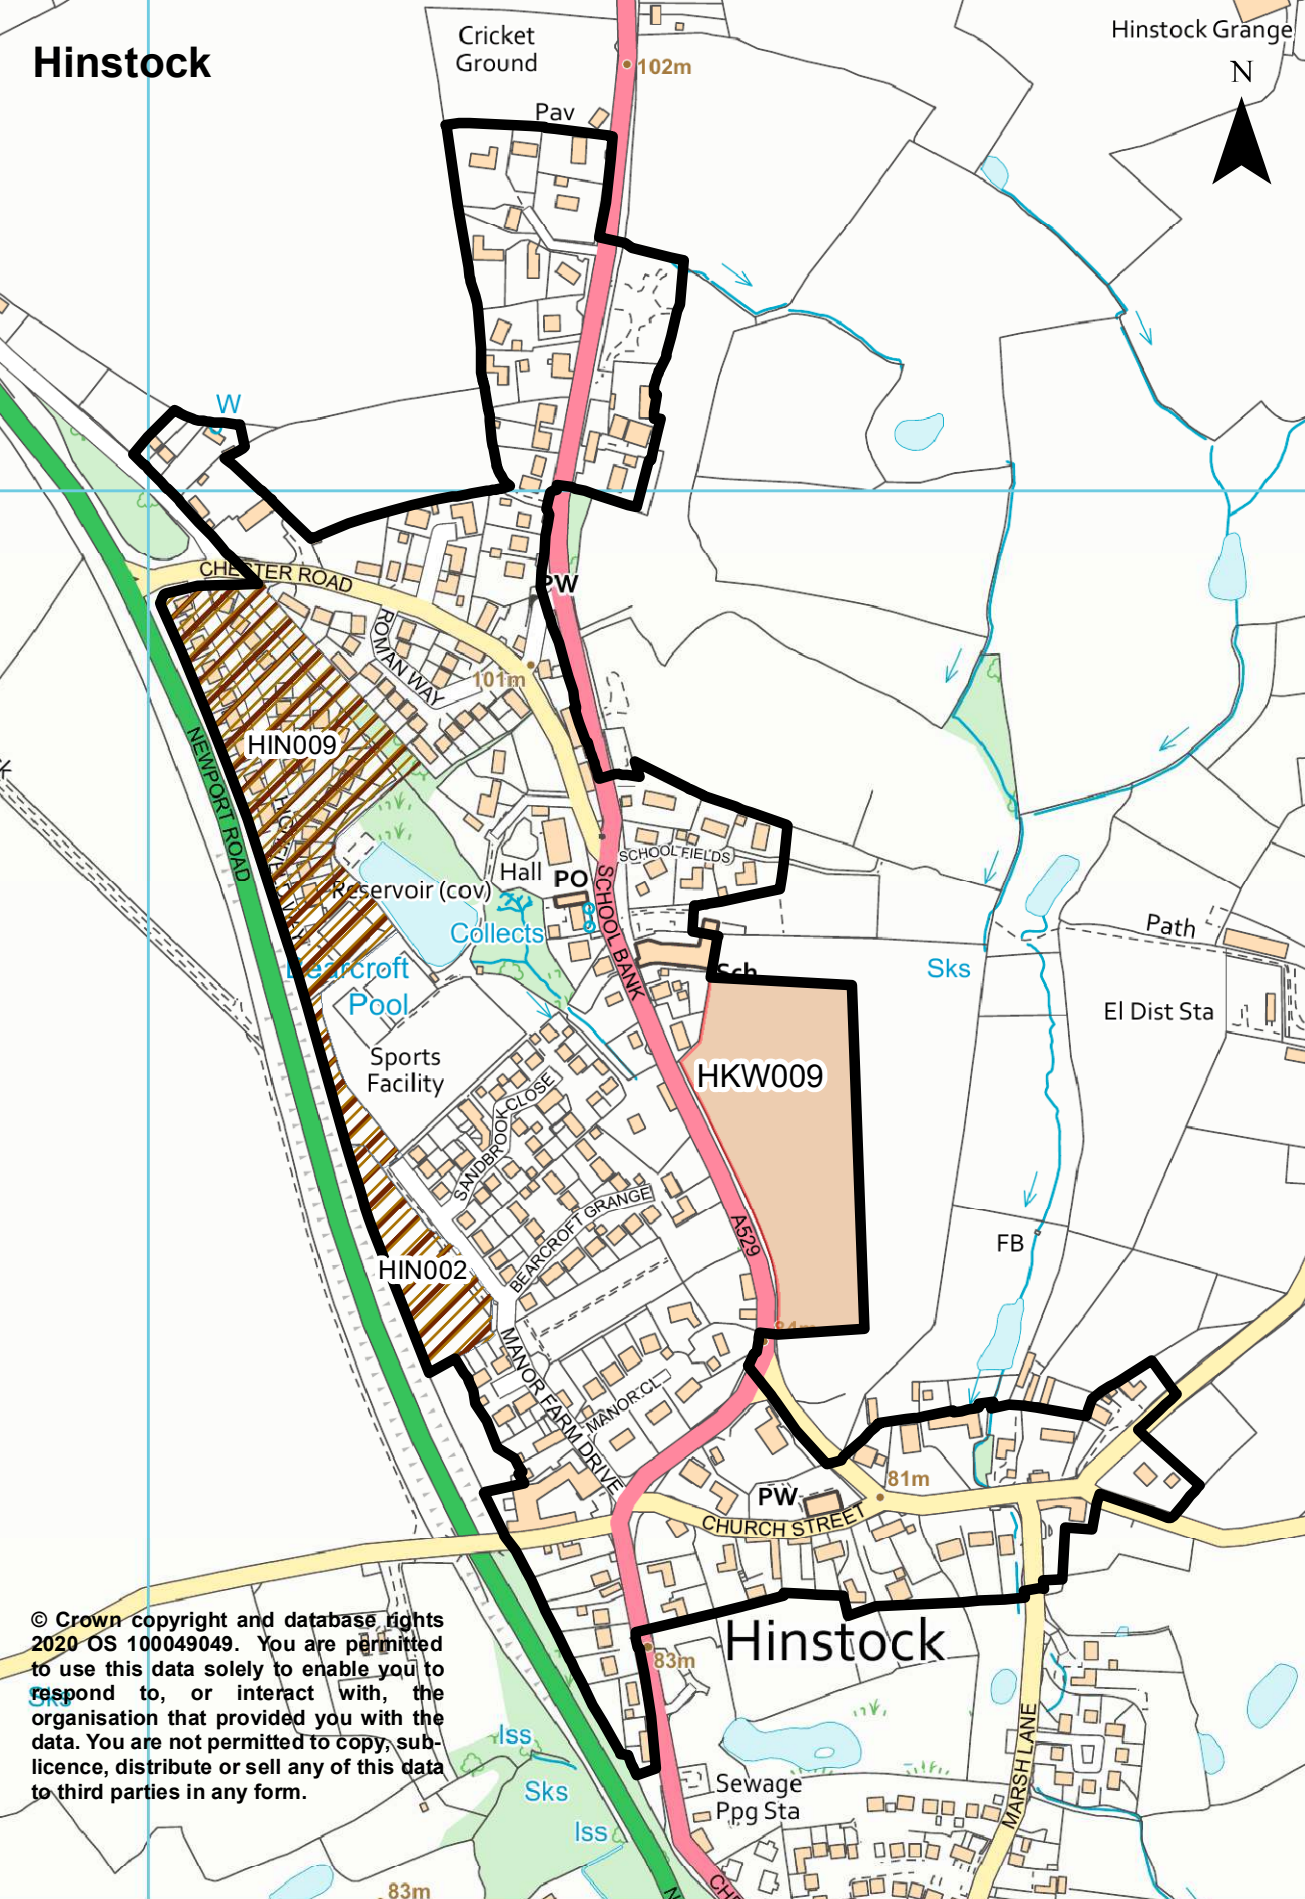 Hinstock
Cricket
Ground
Hinstock Grange
102m
N
Pav
W
CHESTER ROAD
PW
ROMAN WAY
101m
HIN009
NEWPORT ROAD
SCHOOL FIELDS
Hall
PO
Reservoir (cov)
SCHOOL BANK
Collects
Bearcroft
Pool
Sch
Sks
Path
El Dist Sta
Sports
Facility
HKW009
SANDBROOK CLOSE
BEARCROFT GRANGE
A529
FB
HIN002
84m
MANOR FARM DRIVE
MANOR CL
81m
PW
CHURCH STREET
© Crown copyright and database rights
2020 OS 100049049. You are permitted
to use this data solely to enable you to
respond to, or interact with, the
organisation that provided you with the
data. You are not permitted to copy, sub-
licence, distribute or sell any of this data
to third parties in any form.
Sks
Hinstock
83m
MARSH LANE
Iss
Sks
Iss
Sewage
Ppg Sta
83m